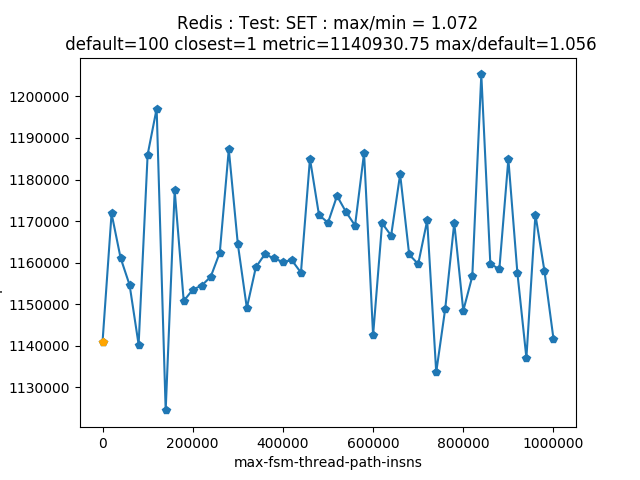 Redis : Test: SET : max/min = 1.072
default=100 closest=1 metric=1140930.75 max/default=1.056
1200000
1190000
1180000
1170000
1160000
1150000
1140000
1130000
0 200000 400000 600000 800000 1000000
max-fsm-thread-path-insns